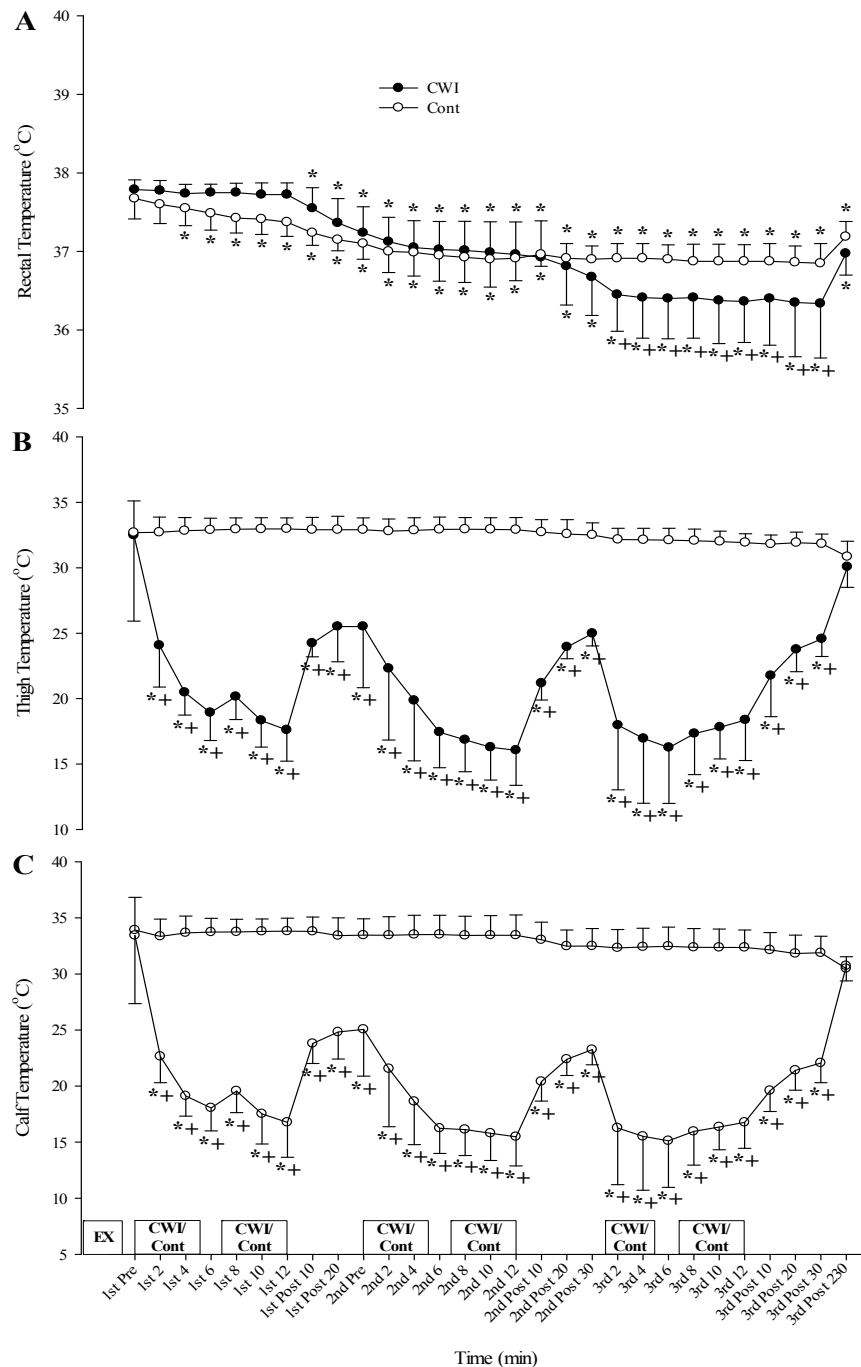 A
40
39
38
37
36
35
Rectal Temperature (°C)
CWI
Cont
* * * * * * * * * * * * * * * * * * *
* * * * * * * * * * * * * * * *+ *+ *+ *+ *+ *+ *+ *+ *+ *
B
40
35
30
25
20
15
10
Thigh Temperature (°C)
*+ *+ *+ *+ *+ *+ *+ *+ *+ *+ *+ *+ *+ *+ *+ *+ *+ *+ *+ *+ *+ *+ *+ *+ *+ *+ *+
C
40
35
30
25
20
15
10
5
Calf Temperature (°C)
*+ *+ *+ *+ *+ *+ *+ *+ *+ *+ *+ *+ *+ *+ *+ *+ *+ *+ *+ *+ *+ *+ *+ *+ *+ *+ *+
EX
CWI/
Cont
CWI/
Cont
CWI/
Cont
CWI/
Cont
CWI/
Cont
CWI/
Cont
1st Pre
1st 2
1st 4
1st 6
1st 8
1st 10
1st 12
1st Post 10
1st Post 20
2nd Pre
2nd 2
2nd 4
2nd 6
2nd 8
2nd 10
2nd 12
2nd Post 10
2nd Post 20
2nd Post 30
3rd 2
3rd 4
3rd 6
3rd 8
3rd 10
3rd 12
3rd Post 10
3rd Post 20
3rd Post 30
3rd Post 230
Time (min)